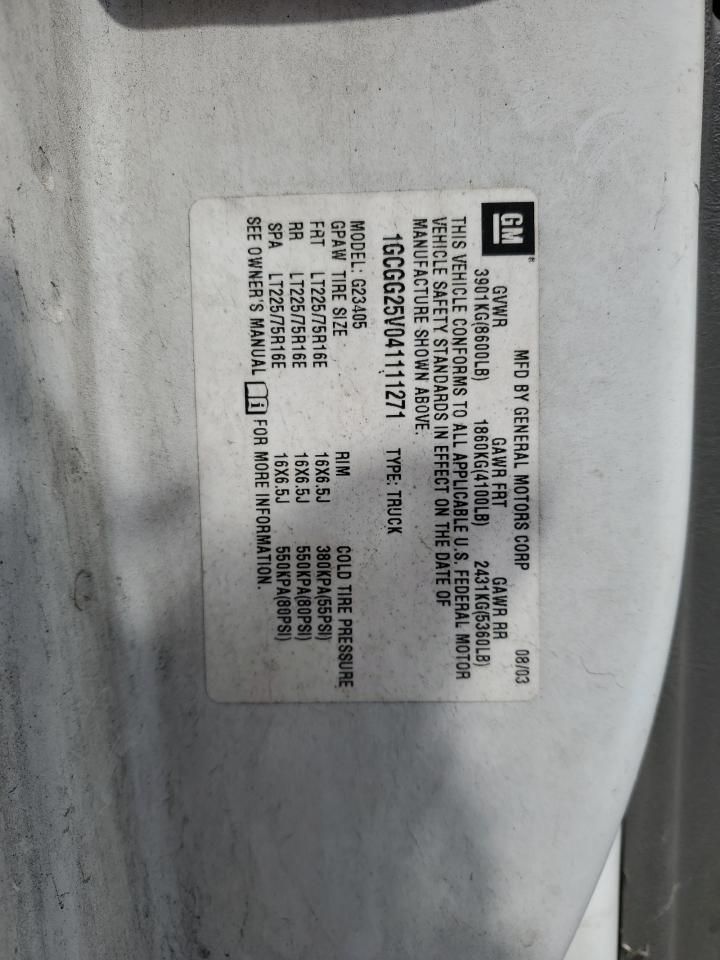 GM®
MFD BY GENERAL MOTORS CORP 08/03
GVWR GAWR FRT GAWR RR
3901KG(8600LB) 1860KG(4100LB) 2431KG(5360LB)
THIS VEHICLE CONFORMS TO ALL APPLICABLE U.S. FEDERAL MOTOR
VEHICLE SAFETY STANDARDS IN EFFECT ON THE DATE OF
MANUFACTURE SHOWN ABOVE.
1GCGG25V041111271 TYPE: TRUCK
MODEL: G23405
GPAW TIRE SIZE RIM COLD TIRE PRESSURE
FRT LT225/75R16E 16X6.5J 380KPA(55PSI)
RR LT225/75R16E 16X6.5J 550KPA(80PSI)
SPA LT225/75R16E 16X6.5J 550KPA(80PSI)
SEE OWNER'S MANUAL i FOR MORE INFORMATION.